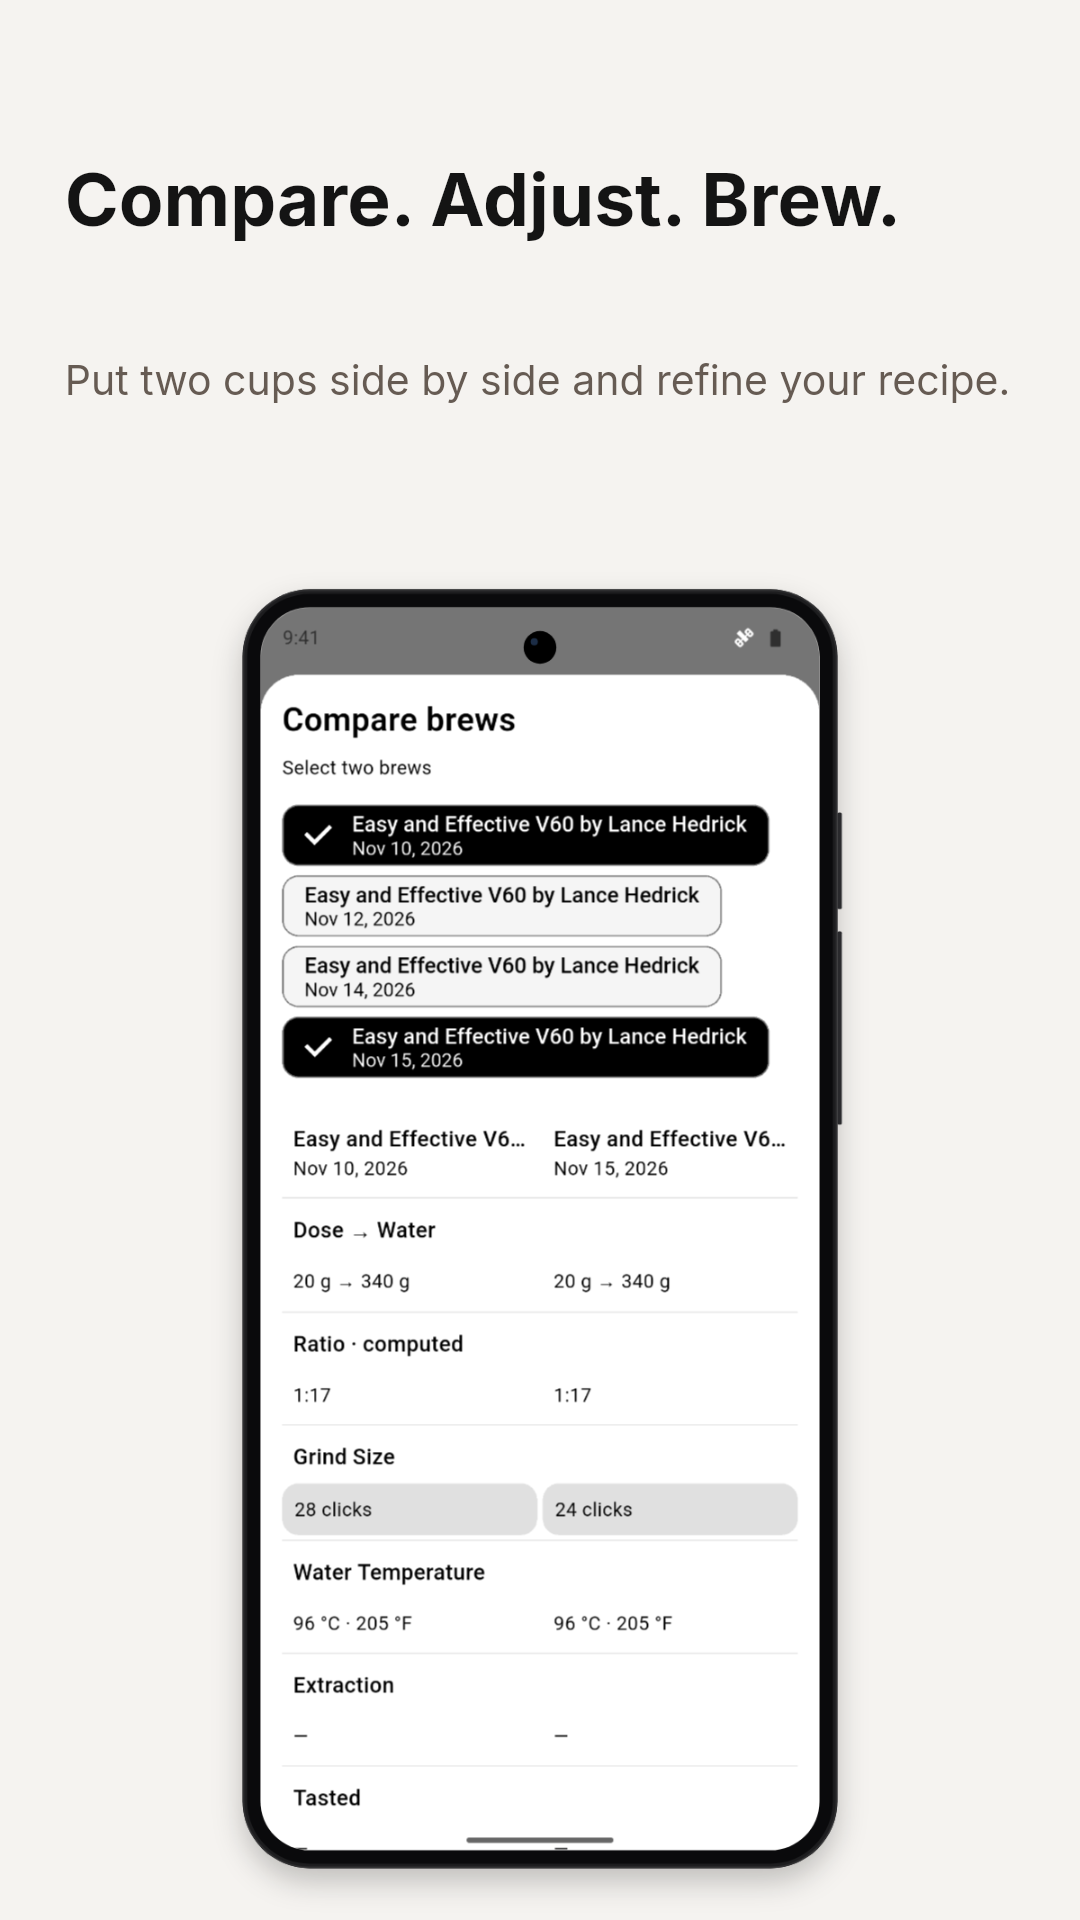 Compare. Adjust. Brew.
Put two cups side by side and refine your recipe.
9:41
Compare brews
Select two brews
Easy and Effective V60 by Lance Hedrick
Nov 10, 2026
Easy and Effective V60 by Lance Hedrick
Nov 12, 2026
Easy and Effective V60 by Lance Hedrick
Nov 14, 2026
Easy and Effective V60 by Lance Hedrick
Nov 15, 2026
Easy and Effective V6… Easy and Effective V6…
Nov 10, 2026 Nov 15, 2026
Dose → Water
20 g → 340 g 20 g → 340 g
Ratio · computed
1:17 1:17
Grind Size
28 clicks 24 clicks
Water Temperature
96 °C · 205 °F 96 °C · 205 °F
Extraction
– –
Tasted
– –